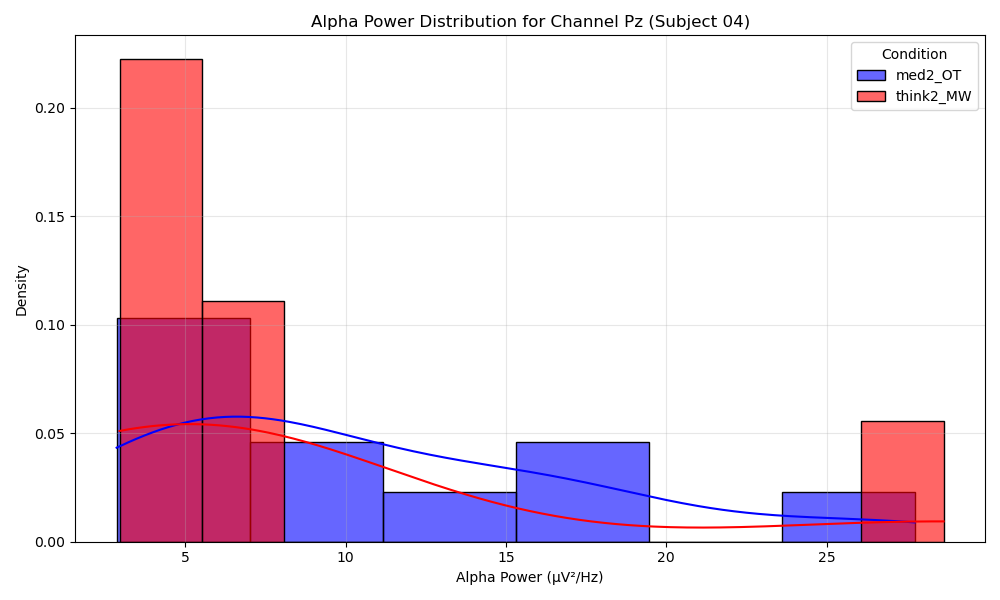 Alpha Power Distribution for Channel Pz (Subject 04)
Condition
med2_OT
think2_MW
Density
0.20
0.15
0.10
0.05
0.00
5 10 15 20 25
Alpha Power (μV²/Hz)